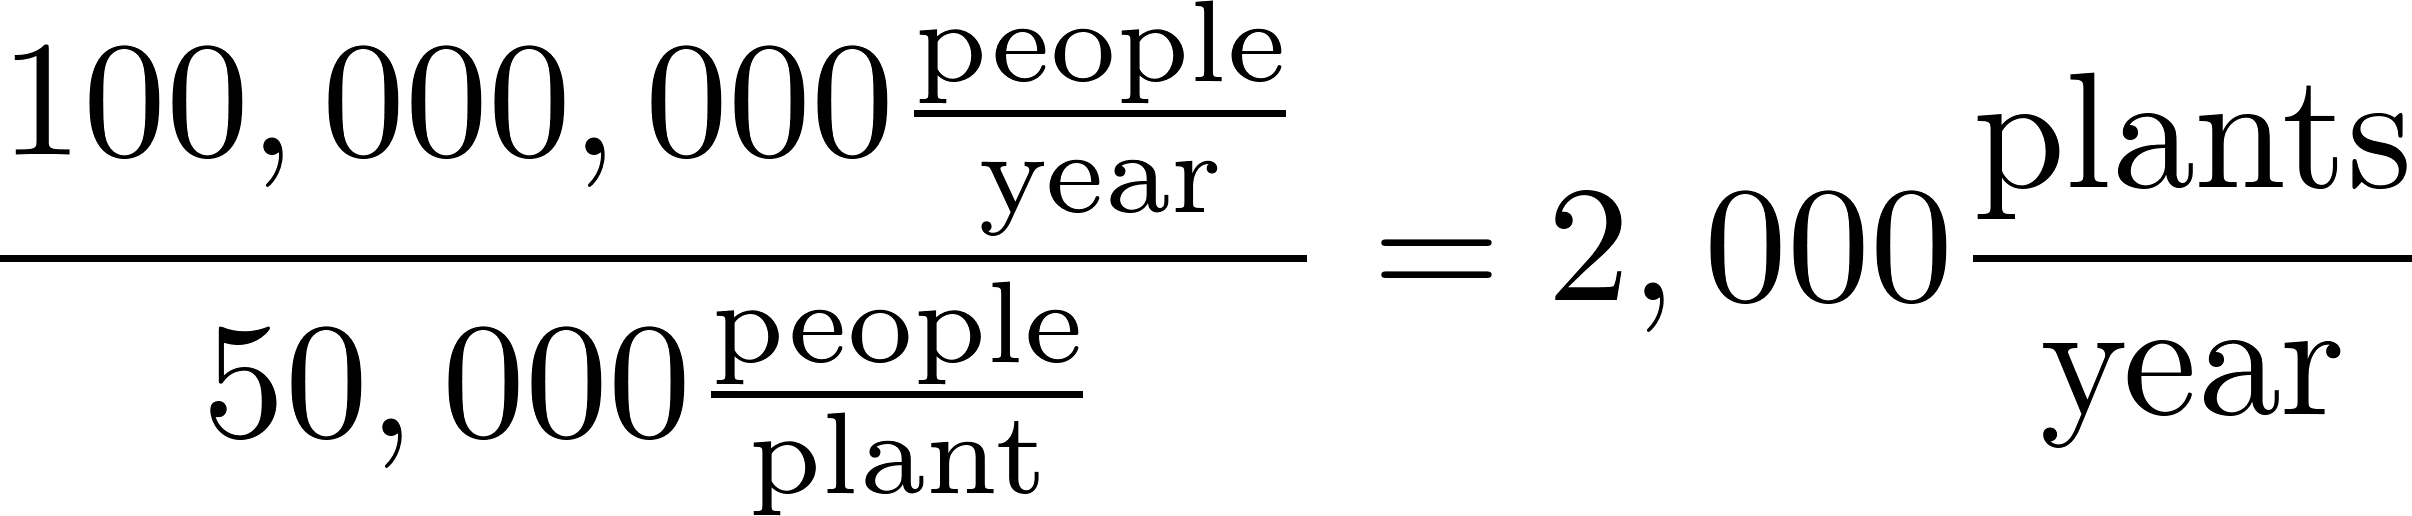 100,000,000 people/year
50,000 people/plant
= 2,000 plants/year